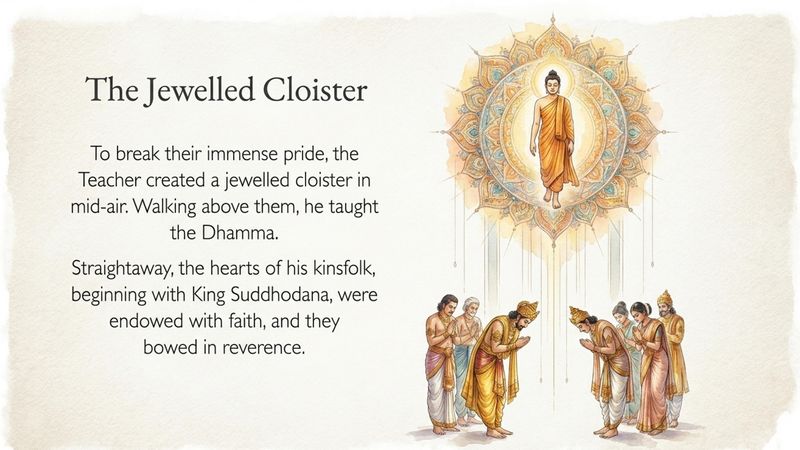 The Jewelled Cloister
To break their immense pride, the
Teacher created a jewelled cloister in
mid-air. Walking above them, he taught
the Dhamma.
Straightaway, the hearts of his kinsfolk,
beginning with King Suddhodana, were
endowed with faith, and they
bowed in reverence.